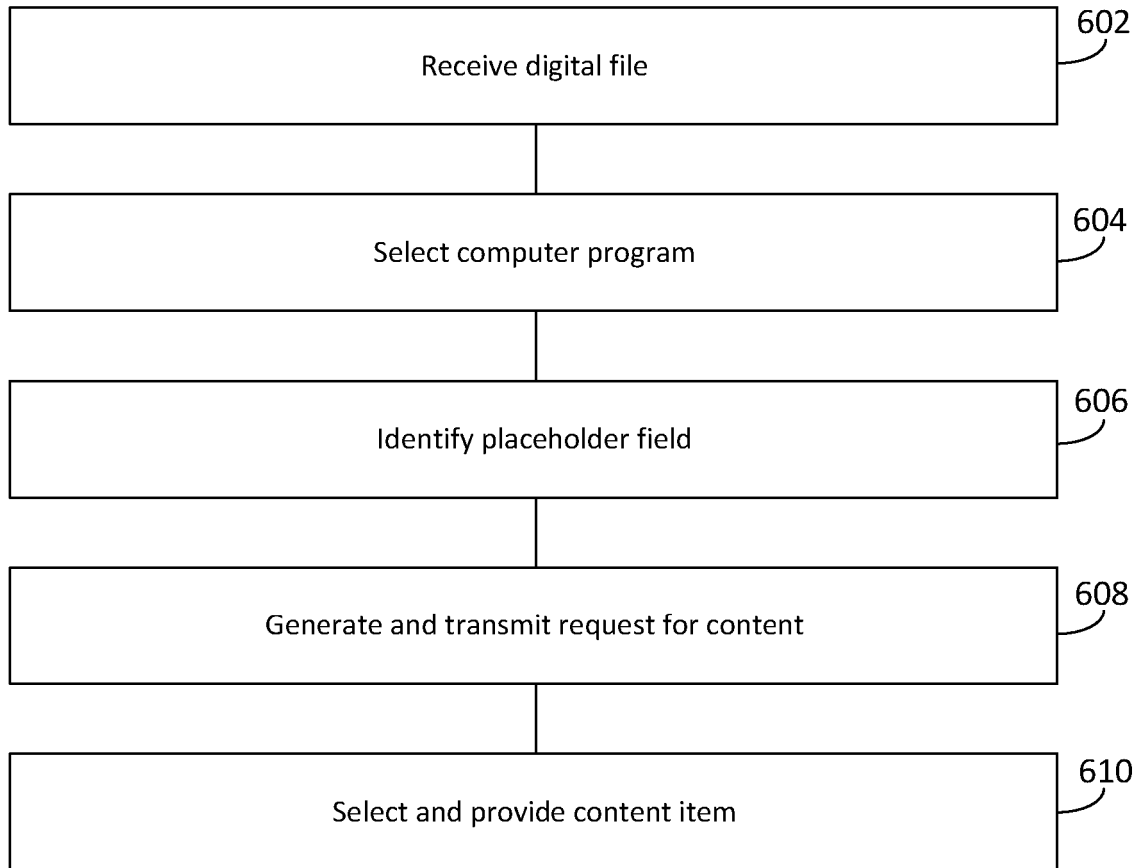 602
Receive digital file
604
Select computer program
606
Identify placeholder field
608
Generate and transmit request for content
610
Select and provide content item